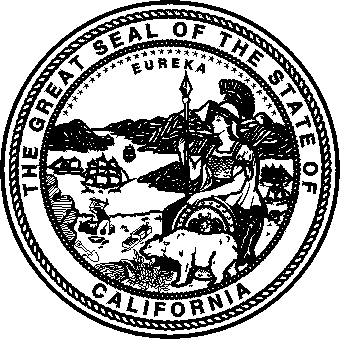 THE GREAT SEAL OF THE STATE OF
EUREKA
CALIFORNIA